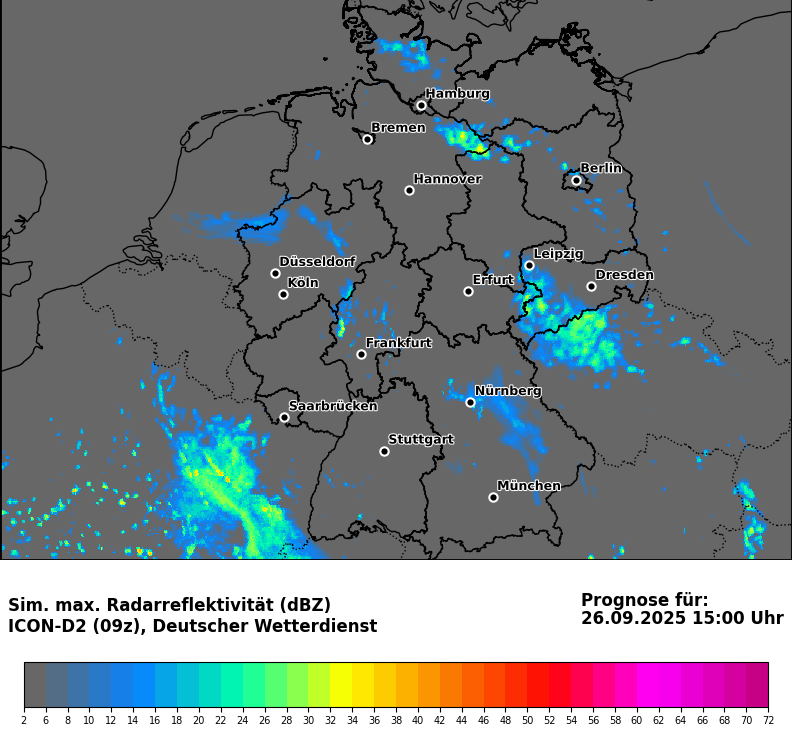 Hamburg
Bremen
Berlin
Hannover
Leipzig
Düsseldorf
Dresden
Erfurt
Köln
Frankfurt
Nürnberg
Saarbrücken
Stuttgart
München
Sim. max. Radarreflektivität (dBZ)
ICON-D2 (09z), Deutscher Wetterdienst
Prognose für:
26.09.2025 15:00 Uhr
2 6 8 10 12 14 16 18 20 22 24 26 28 30 32 34 36 38 40 42 44 46 48 50 52 54 56 58 60 62 64 66 68 70 72